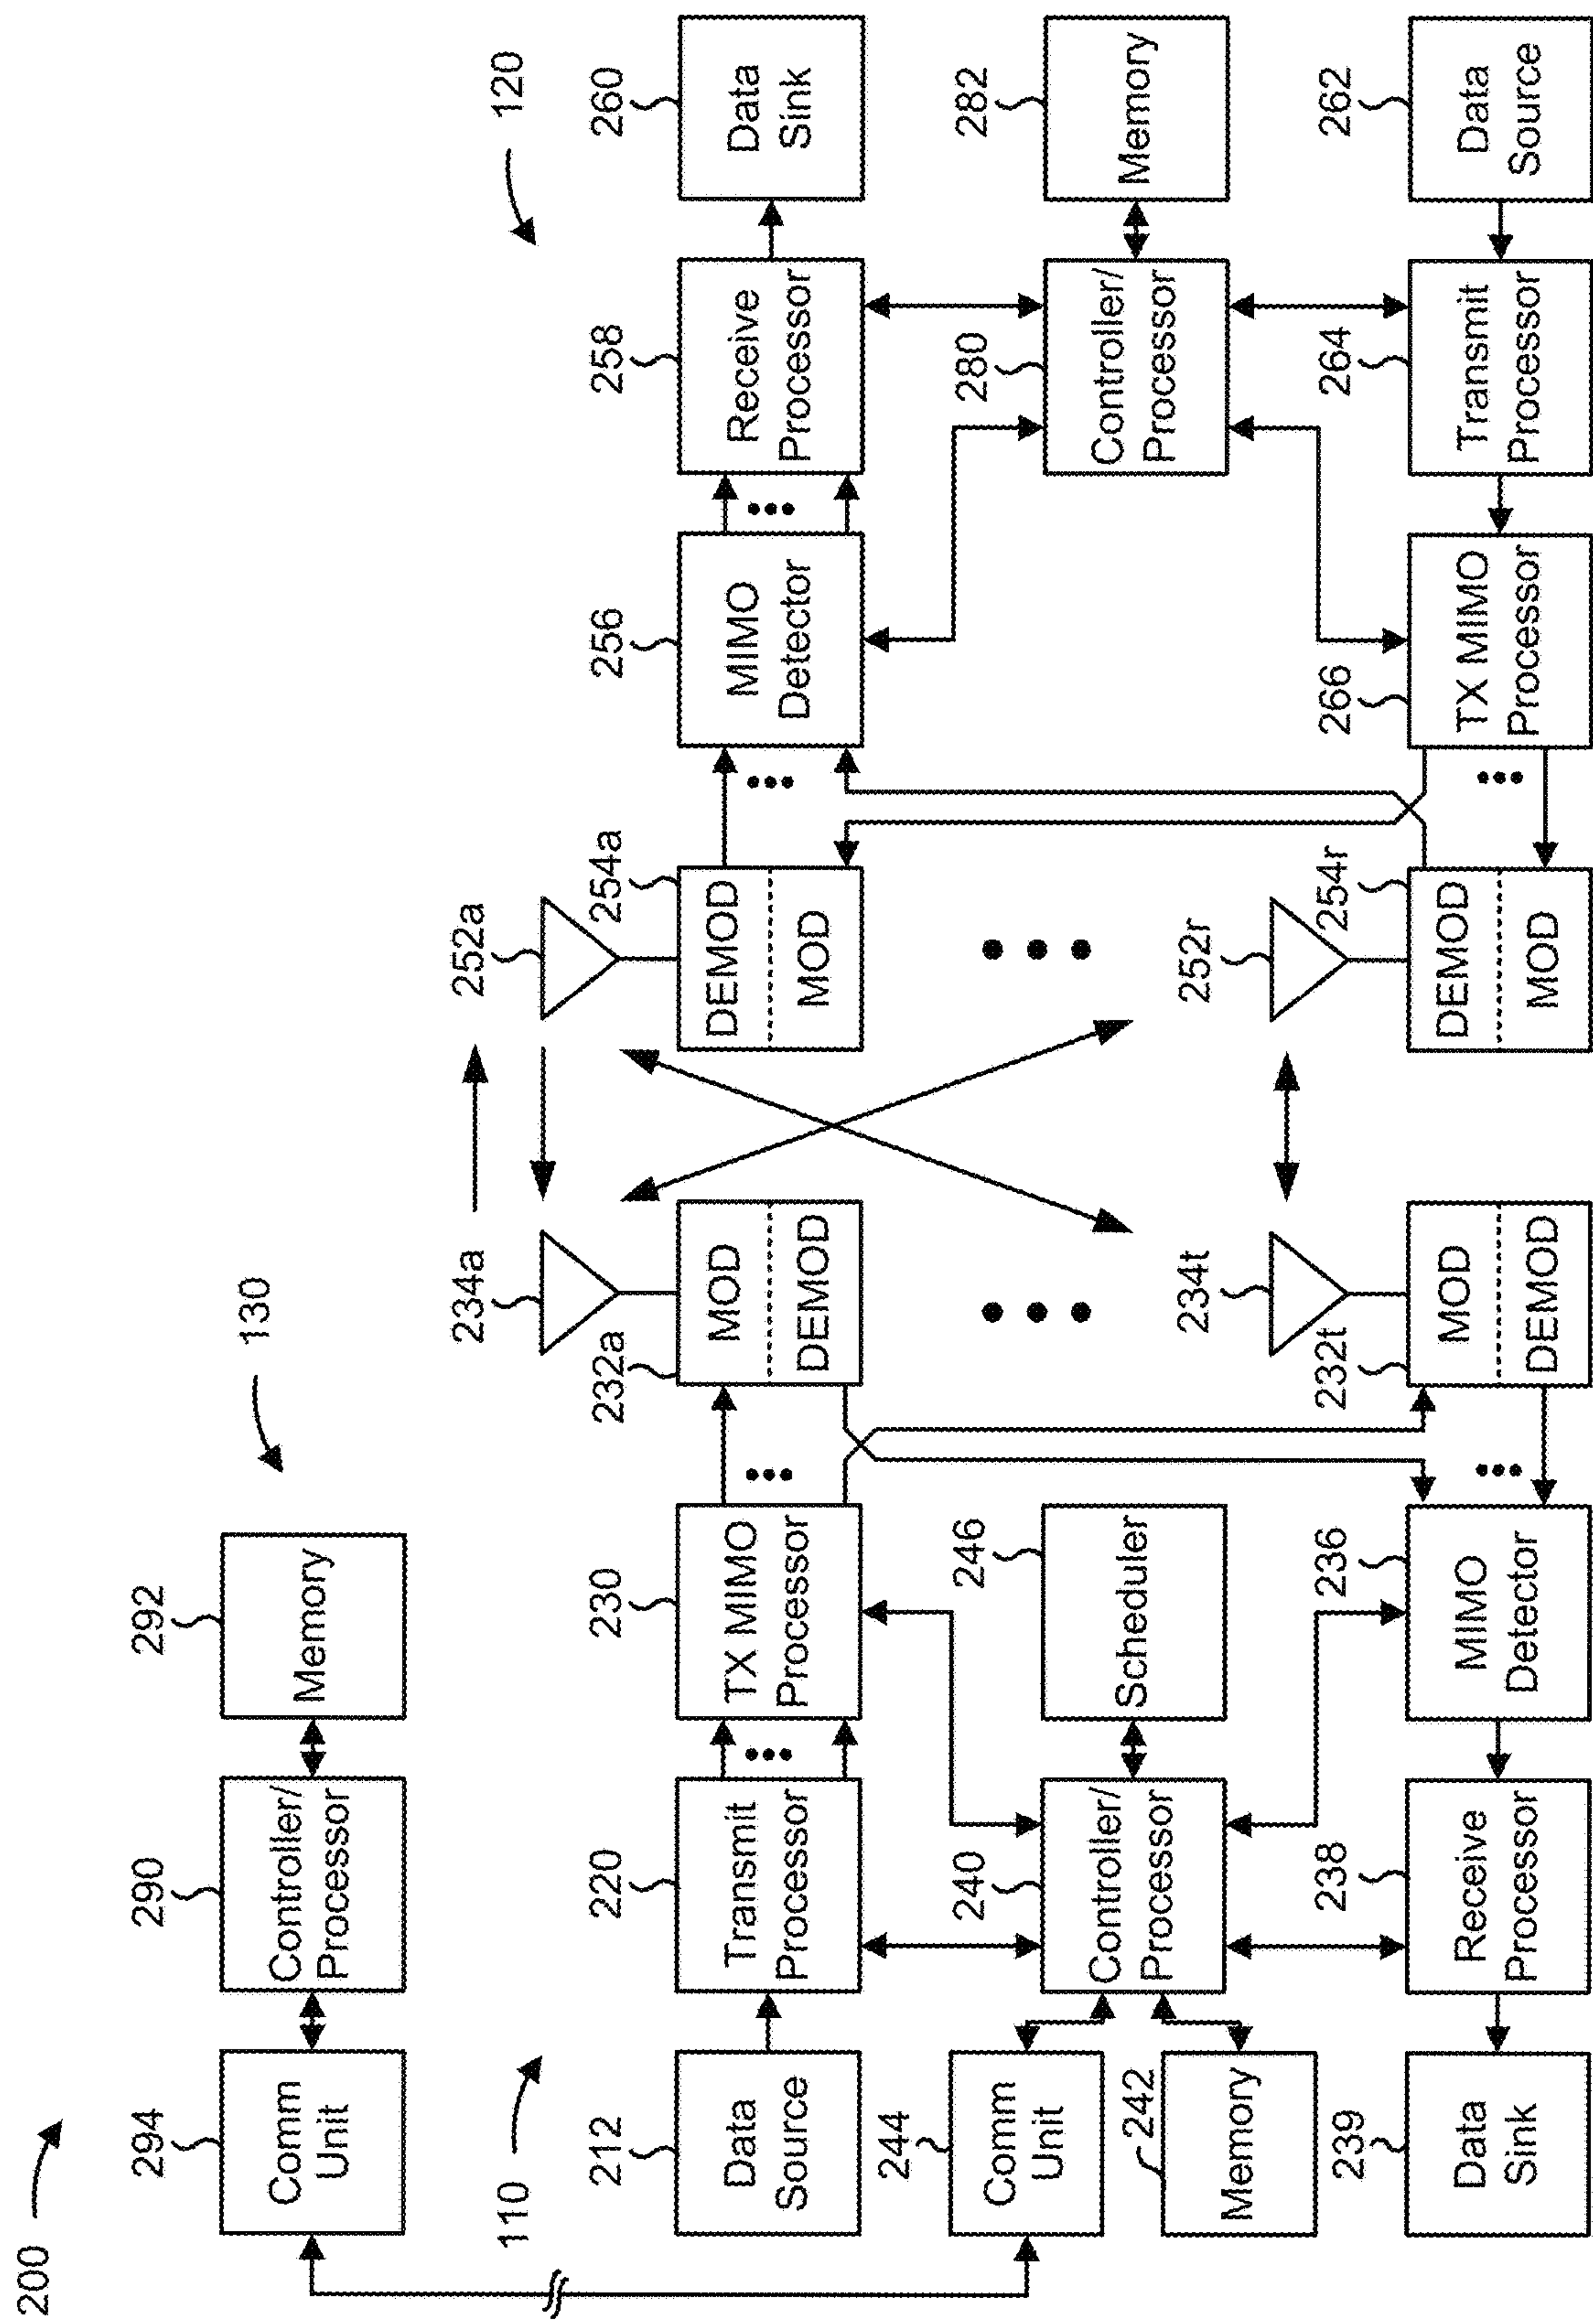 200
130
294
290
292
Comm
Unit
Controller/
Processor
Memory
110
120
234a
252a
212
220
230
232a
254a
256
258
260
Data
Source
Transmit
Processor
TX MIMO
Processor
MOD
DEMOD
DEMOD
MOD
MIMO
Detector
Receive
Processor
Data
Sink
244
240
246
280
282
Comm
Unit
Controller/
Processor
Scheduler
Controller/
Processor
Memory
242
Memory
234t
252r
239
238
236
232t
254r
266
264
262
Data
Sink
Receive
Processor
MIMO
Detector
MOD
DEMOD
DEMOD
MOD
TX MIMO
Processor
Transmit
Processor
Data
Source